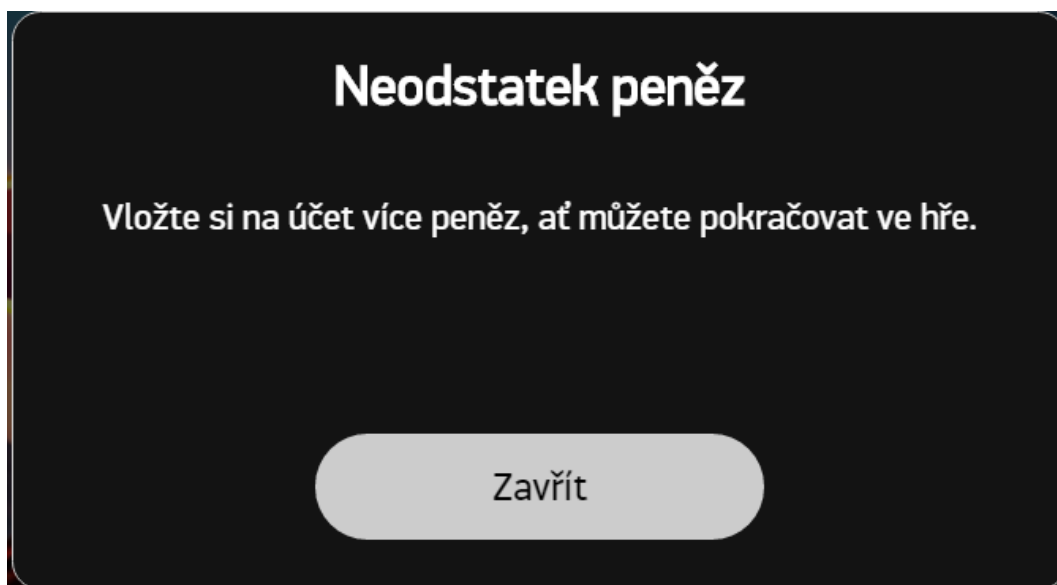 Neodstatek peněz
Vložte si na účet více peněz, ať můžete pokračovat ve hře.
Zavřít